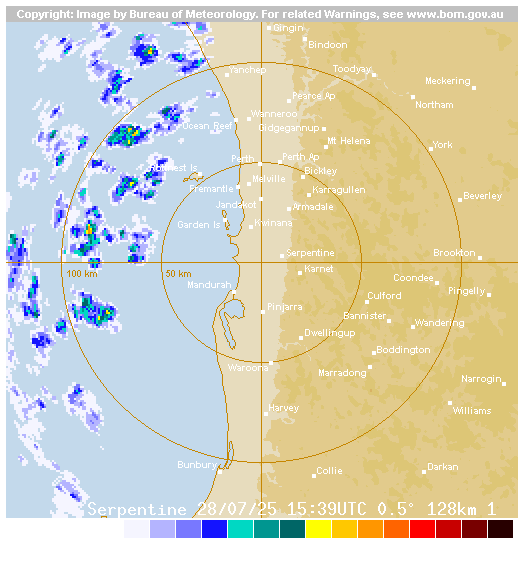 Copyright: Image by Bureau of Meteorology. For related Warnings, see www.bom.gov.au
Gingin
Bindoon
Yanchep
Toodyay
Meckering
Pearce Ap
Northam
Wanneroo
Ocean Reef
Gidgegannup
Mt Helena
York
Perth
Perth Ap
Rottnest Is
Bickley
Melville
Fremantle
Karragullen
Beverley
Jandakot
Armadale
Garden Is
Kwinana
Serpentine
Brookton
100 km
50 km
Karnet
Coondee
Mandurah
Culford
Pingelly
Pinjarra
Bannister
Wandering
Dwellingup
Boddington
Waroona
Marradong
Narrogin
Harvey
Williams
Bunbury
Collie
Darkan
Serpentine 28/07/25 15:39UTC 0.5° 128km 1